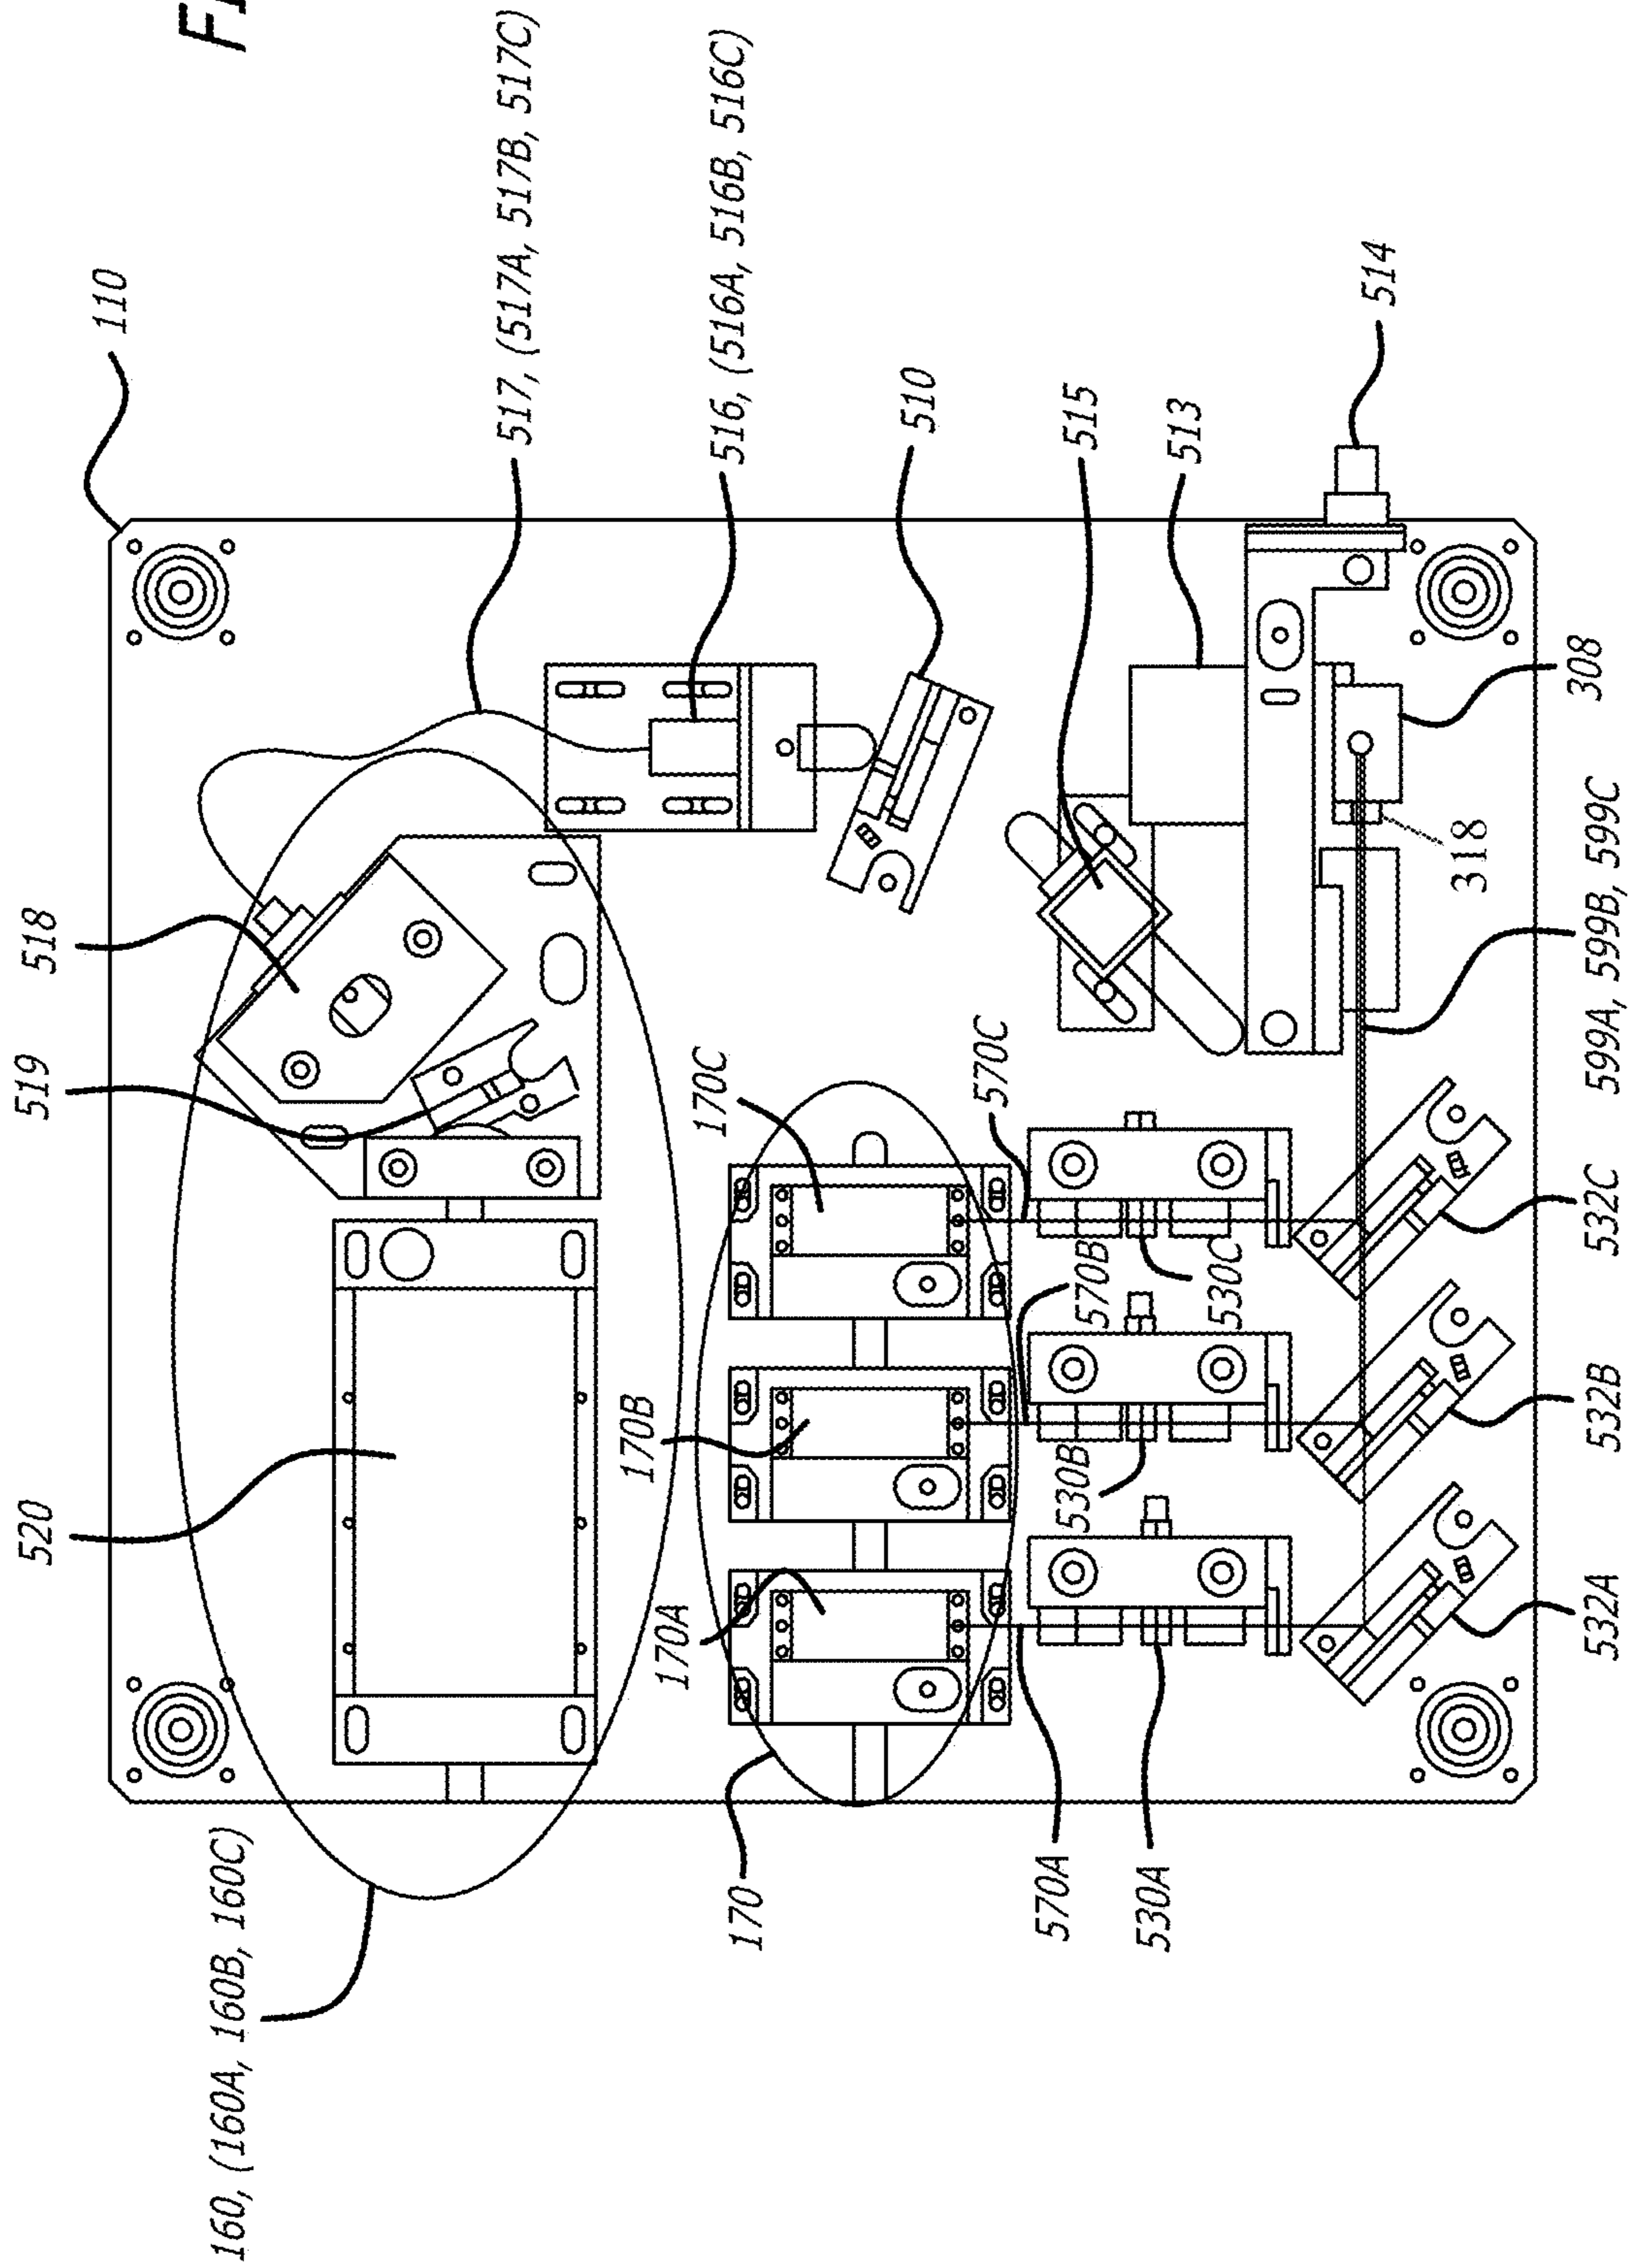 FI
110
517, (517A, 517B, 517C)
516, (516A, 516B, 516C)
510
515
513
514
308
318
599A, 599B, 599C
518
519
520
170C
570C
170B
570B
530C
532C
530B
532B
170A
532A
170
570A
530A
160, (160A, 160B, 160C)